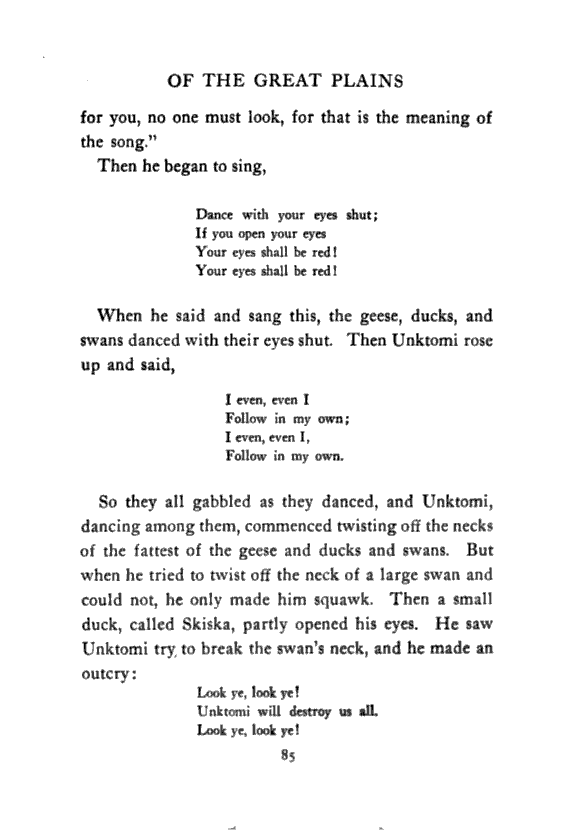 OF THE GREAT PLAINS
for you, no one must look, for that is the meaning of
the song."
Then he began to sing,
Dance with your eyes shut;
If you open your eyes
Your eyes shall be red!
Your eyes shall be red!
When he said and sang this, the geese, ducks, and
swans danced with their eyes shut. Then Unktomi rose
up and said,
I even, even I
Follow in my own;
I even, even I,
Follow in my own.
So they all gabbled as they danced, and Unktomi,
dancing among them, commenced twisting off the necks
of the fattest of the geese and ducks and swans. But
when he tried to twist off the neck of a large swan and
could not, he only made him squawk. Then a small
duck, called Skiska, partly opened his eyes. He saw
Unktomi try to break the swan's neck, and he made an
outcry:
Look ye, look ye!
Unktomi will destroy us all.
Look ye, look ye!
85